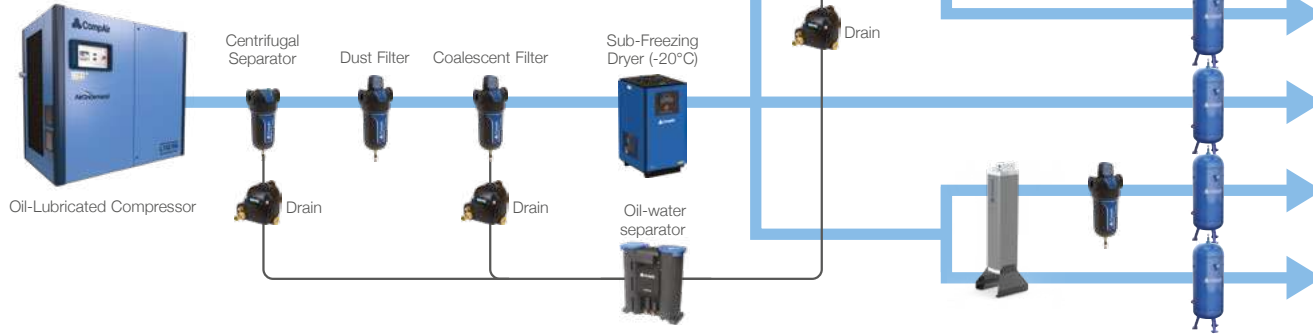 CompAir
Drain
Centrifugal
Separator
Dust Filter
Coalescent Filter
Sub-Freezing
Dryer (-20°C)
Oil-Lubricated Compressor
Drain
Drain
Oil-water
separator